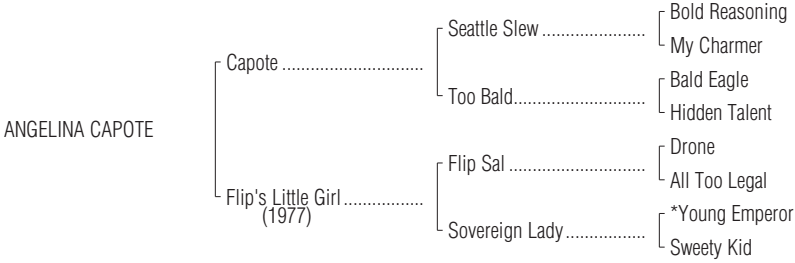 Bold Reasoning
Seattle Slew ......................
My Charmer
Capote .............................
Bald Eagle
Too Bald...........................
Hidden Talent
ANGELINA CAPOTE
Drone
Flip Sal ............................
All Too Legal
Flip's Little Girl.................
(1977)
*Young Emperor
Sovereign Lady.................
Sweety Kid